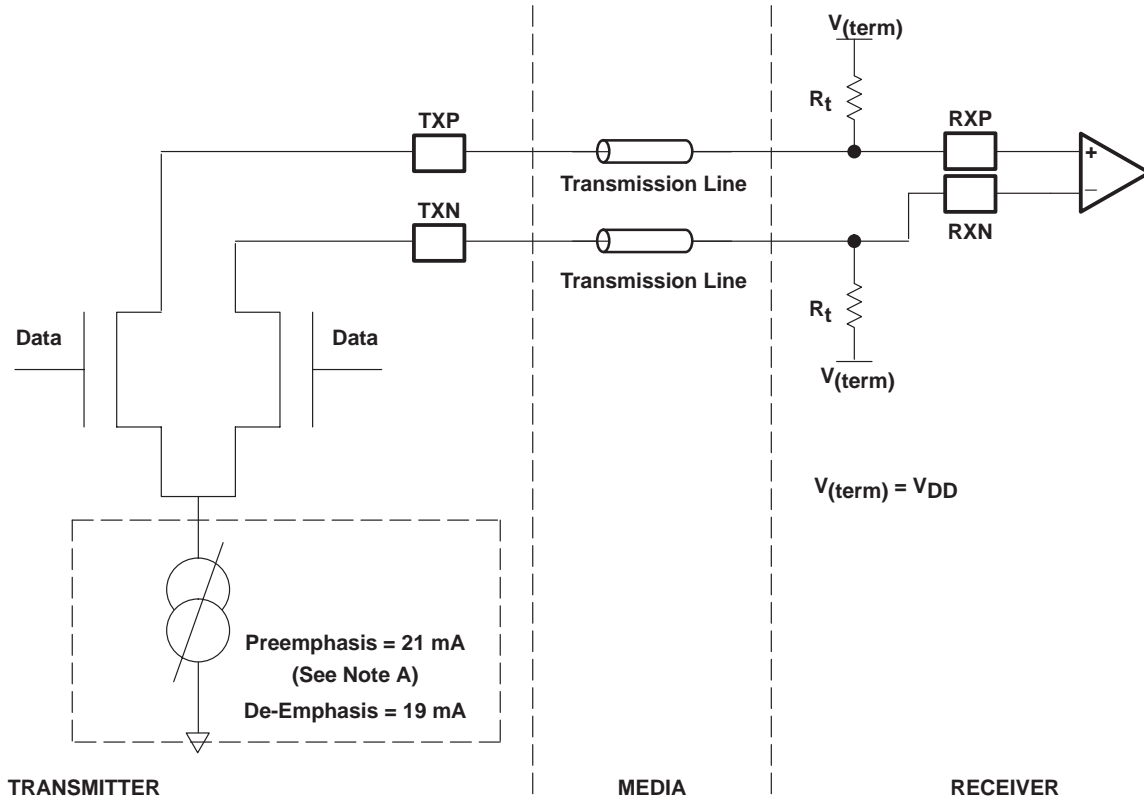 V(term)
Rt
TXP
RXP
+
Transmission Line
−
TXN
RXN
Transmission Line
Rt
Data
Data
V(term)
V(term) = VDD
Preemphasis = 21 mA
(See Note A)
De-Emphasis = 19 mA
TRANSMITTER
MEDIA
RECEIVER